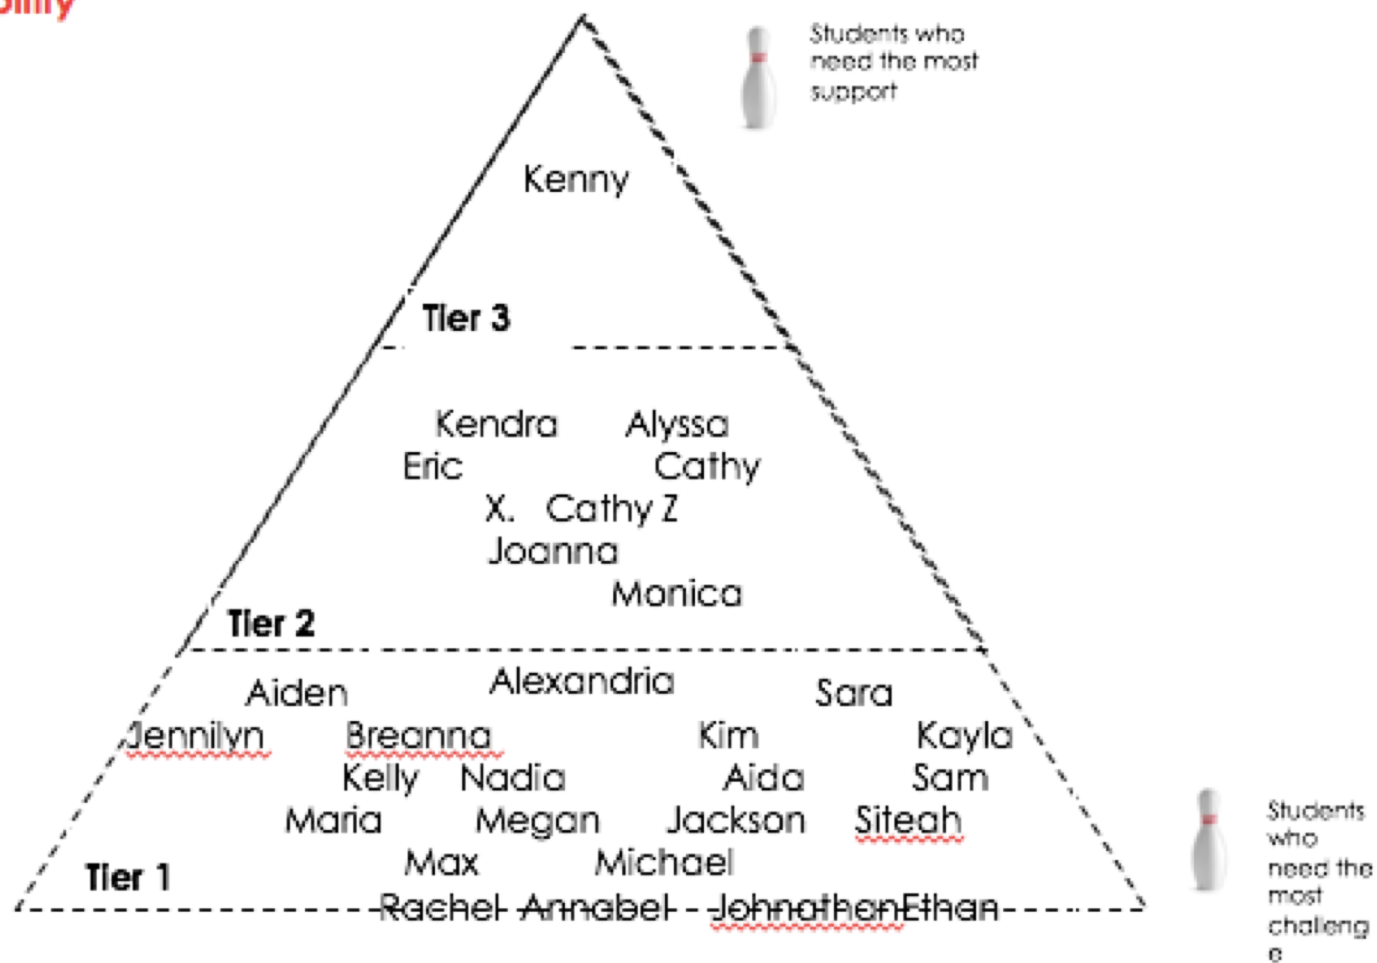 Students who
need the most
support
Kenny
Tier 3
Kendra Alyssa
Eric Cathy
X. Cathy Z
Joanna
Monica
Tier 2
Aiden Alexandria Sara
Jennilyn Breanna Kim Kayla
Kelly Nadia Aida Sam
Maria Megan Jackson Siteah
Max Michael
Tier 1
Rachel Annabel Johnathan Ethan
Students
who
need the
most
challeng
e